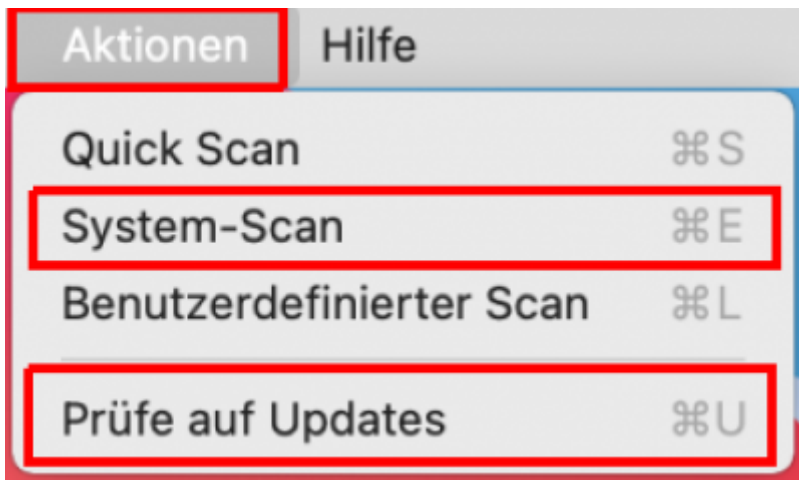 Aktionen Hilfe
Quick Scan ⌘S
System-Scan ⌘E
Benutzerdefinierter Scan ⌘L
Prüfe auf Updates ⌘U